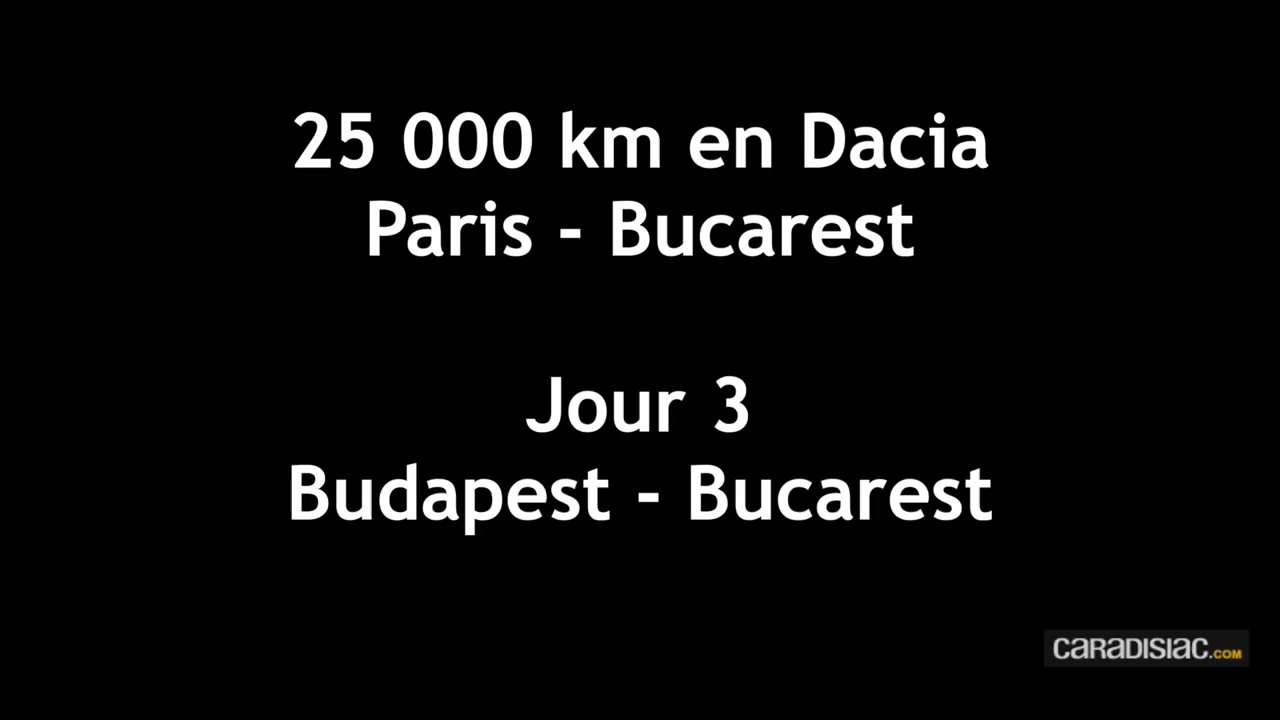 25 000 km en Dacia
Paris - Bucarest
Jour 3
Budapest - Bucarest
CARADISIAC.COM